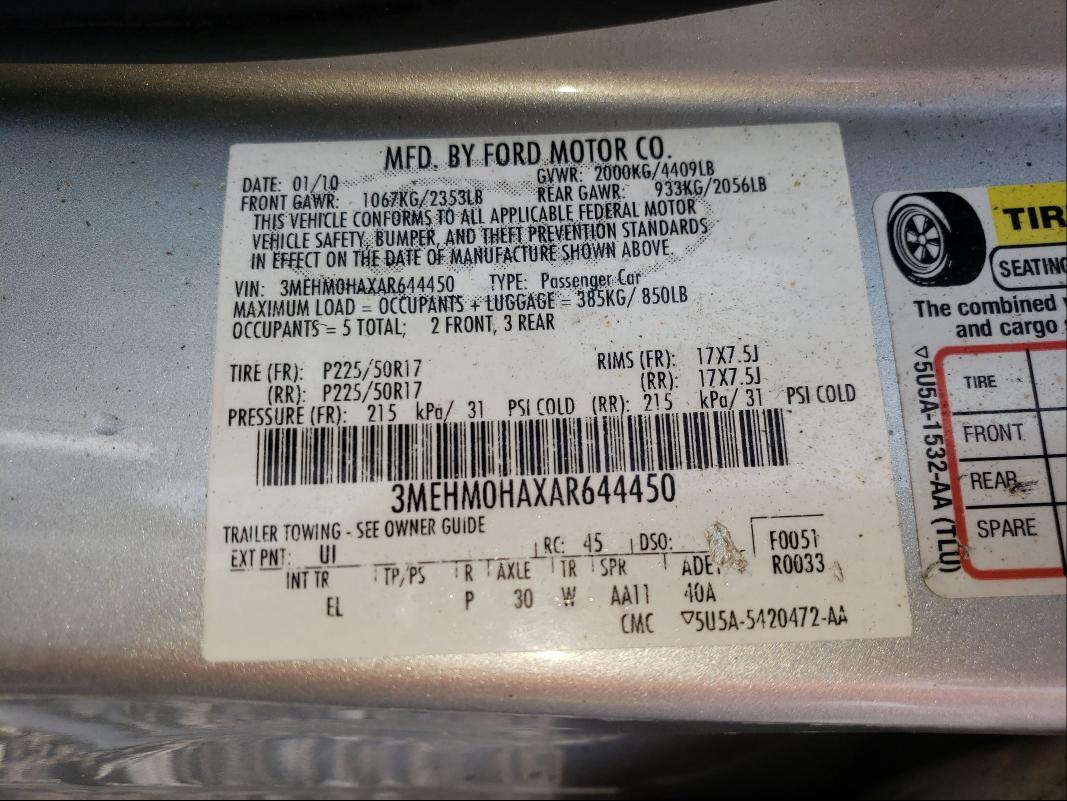 MFD. BY FORD MOTOR CO.
DATE: 01/10 GVWR: 2000KG/4409LB
FRONT GAWR: 1067KG/2353LB REAR GAWR: 933KG/2056LB
THIS VEHICLE CONFORMS TO ALL APPLICABLE FEDERAL MOTOR
VEHICLE SAFETY, BUMPER, AND THEFT PREVENTION STANDARDS
IN EFFECT ON THE DATE OF MANUFACTURE SHOWN ABOVE.
VIN: 3MEHM0HAXAR644450 TYPE: Passenger Car
MAXIMUM LOAD = OCCUPANTS + LUGGAGE = 385KG/ 850LB
OCCUPANTS = 5 TOTAL; 2 FRONT, 3 REAR
TIRE (FR): P225/50R17 RIMS (FR): 17X7.5J
(RR): P225/50R17 (RR): 17X7.5J
PRESSURE (FR): 215 kPa/ 31 PSI COLD (RR): 215 kPa/ 31 PSI COLD
3MEHM0HAXAR644450
TRAILER TOWING - SEE OWNER GUIDE
EXT PNT: UI RC: 45 DSO: F0051
INT TR TP/PS R AXLE TR SPR R0033
EL P 30 W AA11 40A
CMC ▽5U5A-5420472-AA
SEATING
The combined
and cargo
TIRE
FRONT
REAR
SPARE
▽5U5A-1532-AA (TLU)